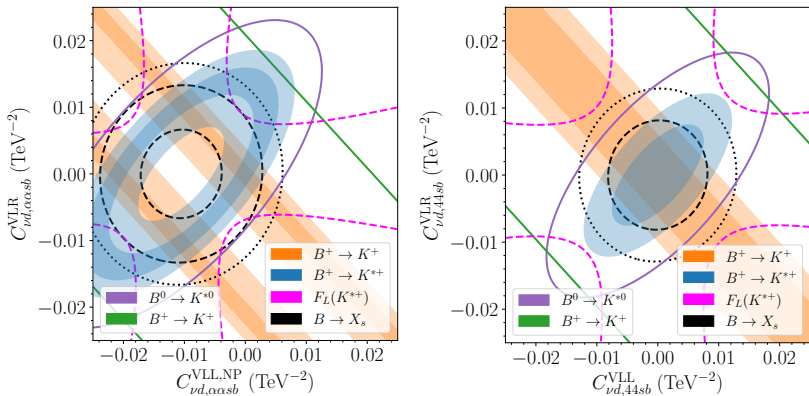 0.02
0.01
0.00
−0.01
−0.02
−0.02
−0.01
0.00
0.01
0.02
C^{VLR}_{νd,ααsb} (TeV^{−2})
C^{VLL,NP}_{νd,ααsb} (TeV^{−2})
B^0 → K^{*0}
B^+ → K^+
B^+ → K^+
B^+ → K^{*+}
F_L(K^{*+})
B → X_s
0.02
0.01
0.00
−0.01
−0.02
−0.02
−0.01
0.00
0.01
0.02
C^{VLR}_{νd,44sb} (TeV^{−2})
C^{VLL}_{νd,44sb} (TeV^{−2})
B^0 → K^{*0}
B^+ → K^+
B^+ → K^+
B^+ → K^{*+}
F_L(K^{*+})
B → X_s